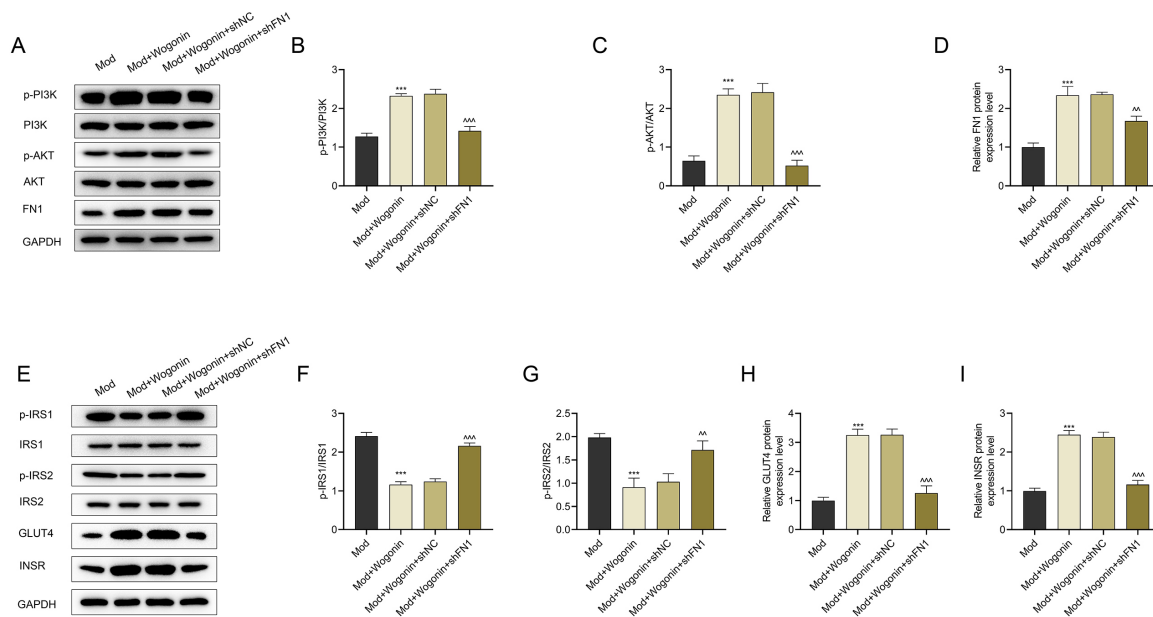 A
Mod
Mod+Wogonin
Mod+Wogonin+shNC
Mod+Wogonin+shFN1
p-PI3K
PI3K
p-AKT
AKT
FN1
GAPDH
B
p-PI3K/PI3K
3
2
1
0
***
^^^
Mod
Mod+Wogonin
Mod+Wogonin+shNC
Mod+Wogonin+shFN1
C
p-AKT/AKT
3
2
1
0
***
^^^
Mod
Mod+Wogonin
Mod+Wogonin+shNC
Mod+Wogonin+shFN1
D
Relative FN1 protein
expression level
3
2
1
0
***
^^
Mod
Mod+Wogonin
Mod+Wogonin+shNC
Mod+Wogonin+shFN1
E
Mod
Mod+Wogonin
Mod+Wogonin+shNC
Mod+Wogonin+shFN1
p-IRS1
IRS1
p-IRS2
IRS2
GLUT4
INSR
GAPDH
F
p-IRS1/IRS1
3
2
1
0
***
^^^
Mod
Mod+Wogonin
Mod+Wogonin+shNC
Mod+Wogonin+shFN1
G
p-IRS2/IRS2
2.5
2.0
1.5
1.0
0.5
0.0
***
^^
Mod
Mod+Wogonin
Mod+Wogonin+shNC
Mod+Wogonin+shFN1
H
Relative GLUT4 protein
expression level
4
3
2
1
0
***
^^^
Mod
Mod+Wogonin
Mod+Wogonin+shNC
Mod+Wogonin+shFN1
I
Relative INSR protein
expression level
3
2
1
0
***
^^^
Mod
Mod+Wogonin
Mod+Wogonin+shNC
Mod+Wogonin+shFN1